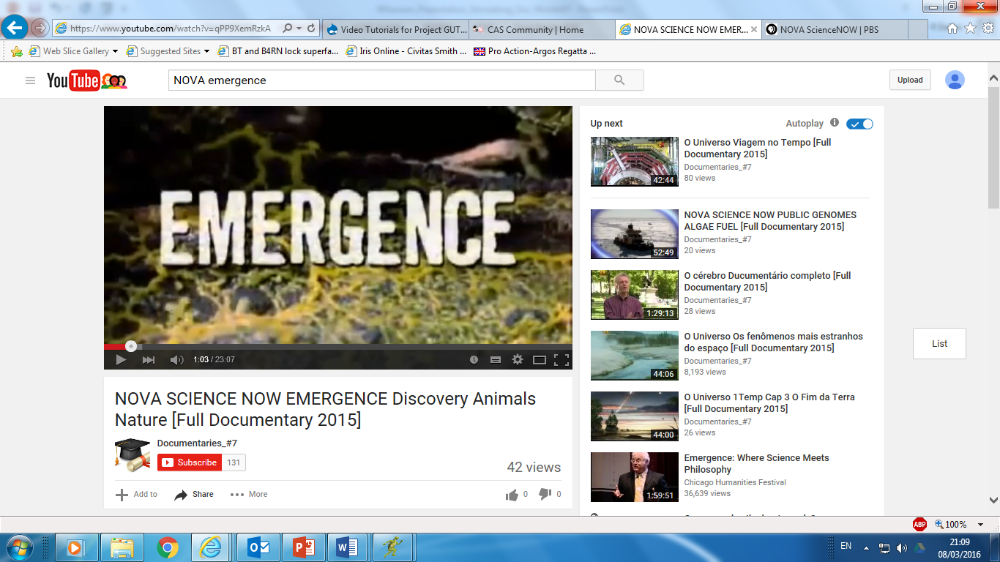 https://www.youtube.com/watch?v=qPP9XemRzkA
Video Tutorials for Project GUT...
CAS Community | Home
NOVA SCIENCE NOW EMER...
NOVA ScienceNOW | PBS
Web Slice Gallery
Suggested Sites
BT and B4RN lock superfa...
Iris Online - Civitas Smith ...
Pro Action-Argos Regatta ...
YouTube
NOVA emergence
Upload
EMERGENCE
1:03 / 23:07
NOVA SCIENCE NOW EMERGENCE Discovery Animals
Nature [Full Documentary 2015]
Documentaries_#7
Subscribe 131
42 views
Add to
Share
More
0
0
Up next
Autoplay
42:44
O Universo Viagem no Tempo [Full
Documentary 2015]
Documentaries_#7
80 views
52:49
NOVA SCIENCE NOW PUBLIC GENOMES
ALGAE FUEL [Full Documentary 2015]
Documentaries_#7
20 views
1:29:13
O cérebro Ducumentário completo [Full
Documentary 2015]
Documentaries_#7
28 views
44:06
O Universo Os fenômenos mais estranhos
do espaço [Full Documentary 2015]
Documentaries_#7
8,193 views
44:00
O Universo 1Temp Cap 3 O Fim da Terra
[Full Documentary 2015]
Documentaries_#7
26 views
1:59:51
Emergence: Where Science Meets
Philosophy
Chicago Humanities Festival
36,639 views
List
ABP
100%
EN
21:09
08/03/2016